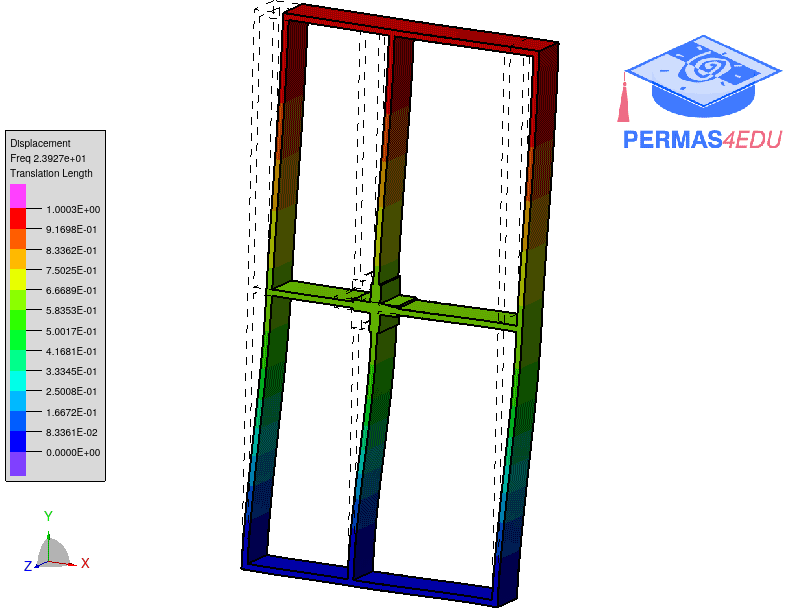 Displacement
Freq 2.3927e+01
Translation Length
1.0003E+00
9.1698E-01
8.3362E-01
7.5025E-01
6.6689E-01
5.8353E-01
5.0017E-01
4.1681E-01
3.3345E-01
2.5008E-01
1.6672E-01
8.3361E-02
0.0000E+00
PERMAS4EDU
Y
Z
X